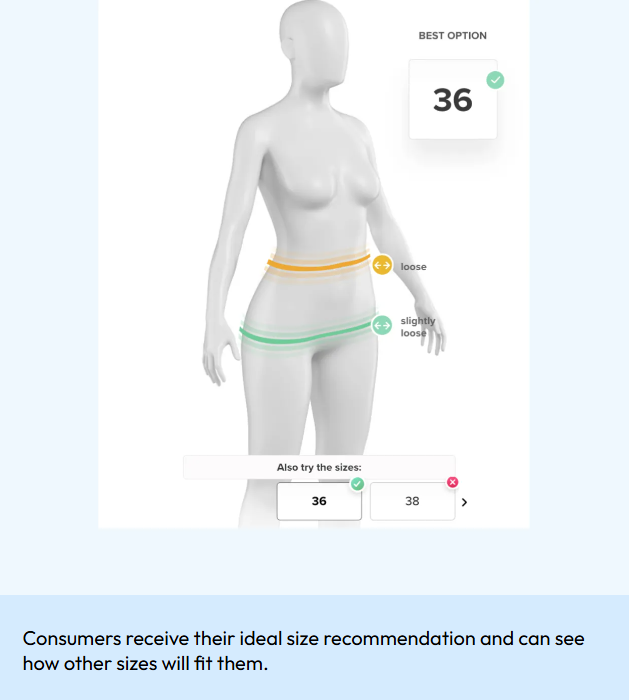 BEST OPTION
36
loose
slightly
loose
Also try the sizes:
36
38
Consumers receive their ideal size recommendation and can see
how other sizes will fit them.